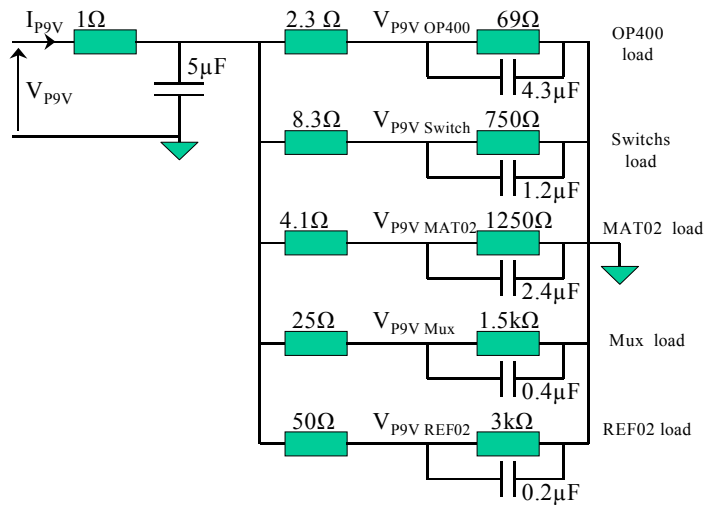 I P9V 1Ω 2.3 Ω V P9V OP400 69Ω OP400
load
5µF
V P9V 4.3µF
8.3Ω V P9V Switch 750Ω Switchs
load
1.2µF
4.1Ω V P9V MAT02 1250Ω MAT02 load
2.4µF
25Ω V P9V Mux 1.5kΩ Mux load
0.4µF
50Ω V P9V REF02 3kΩ REF02 load
0.2µF